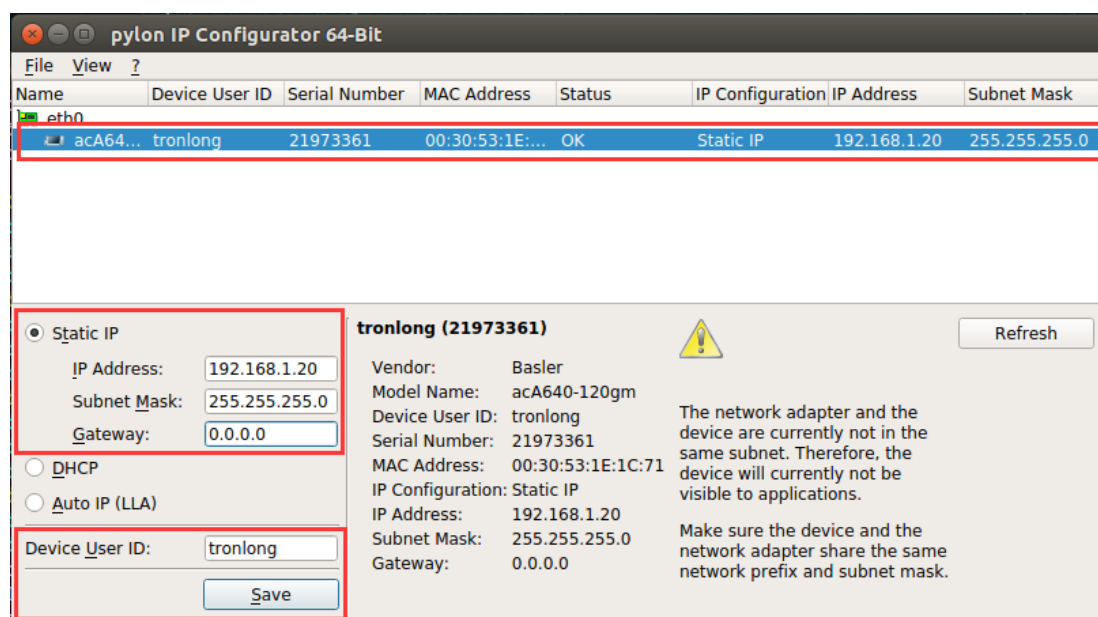 pylon IP Configurator 64-Bit
File View ?
Name Device User ID Serial Number MAC Address Status IP Configuration IP Address Subnet Mask
eth0
acA64... tronlong 21973361 00:30:53:1E:... OK Static IP 192.168.1.20 255.255.255.0
Static IP
IP Address: 192.168.1.20
Subnet Mask: 255.255.255.0
Gateway: 0.0.0.0
DHCP
Auto IP (LLA)
Device User ID: tronlong
Save
tronlong (21973361)
Vendor: Basler
Model Name: acA640-120gm
Device User ID: tronlong
Serial Number: 21973361
MAC Address: 00:30:53:1E:1C:71
IP Configuration: Static IP
IP Address: 192.168.1.20
Subnet Mask: 255.255.255.0
Gateway: 0.0.0.0
The network adapter and the
device are currently not in the
same subnet. Therefore, the
device will currently not be
visible to applications.
Make sure the device and the
network adapter share the same
network prefix and subnet mask.
Refresh